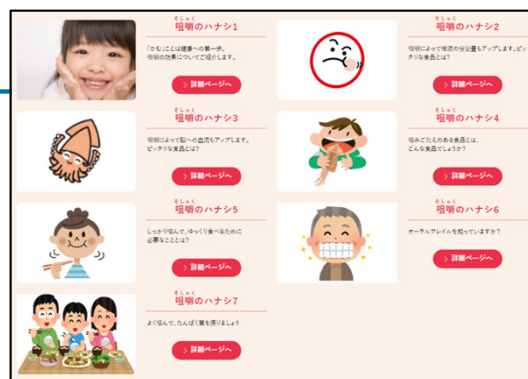 そしゃく
咀嚼のハナシ1
「かむ」ことは健康への第一歩。
咀嚼の効果についてご紹介します。
> 詳細ページへ
そしゃく
咀嚼のハナシ2
咀嚼によって唾液の分泌量もアップします。ピッ
タリな食品とは?
> 詳細ページへ
そしゃく
咀嚼のハナシ3
咀嚼によって脳への血流もアップします。
ピッタリな食品とは?
> 詳細ページへ
そしゃく
咀嚼のハナシ4
噛みごたえのある食品とは、
どんな食品でしょうか?
> 詳細ページへ
そしゃく
咀嚼のハナシ5
しっかり噛んで、ゆっくり食べるために
必要なこととは?
> 詳細ページへ
そしゃく
咀嚼のハナシ6
オーラルフレイルを知っていますか?
> 詳細ページへ
そしゃく
咀嚼のハナシ7
よく噛んで、たんぱく質を摂りましょう
> 詳細ページへ